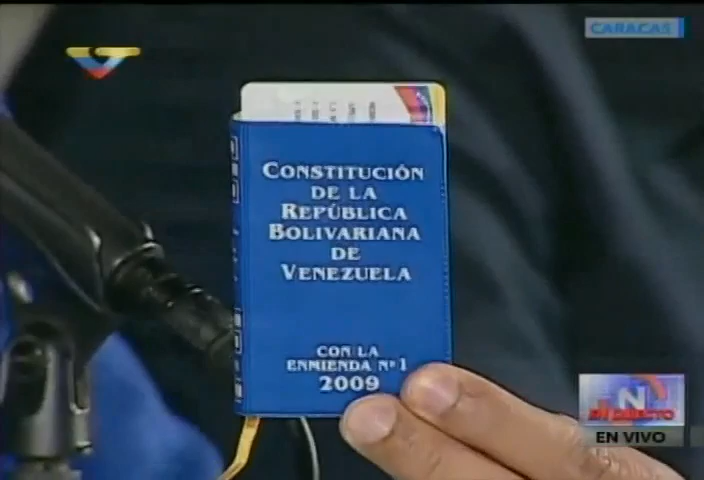 CARACAS
CONSTITUCIÓN
DE LA
REPÚBLICA
BOLIVARIANA
DE
VENEZUELA
CON LA
ENMIENDA Nº 1
2009
N
EN DIRECTO
EN VIVO